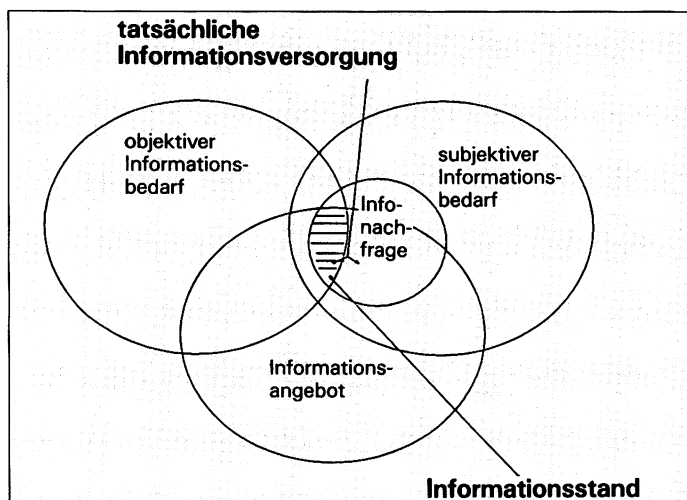 tatsächliche
Informationsversorgung
objektiver
Informations-
bedarf
subjektiver
Informations-
bedarf
Info-
nach-
frage
Informations-
angebot
Informationsstand